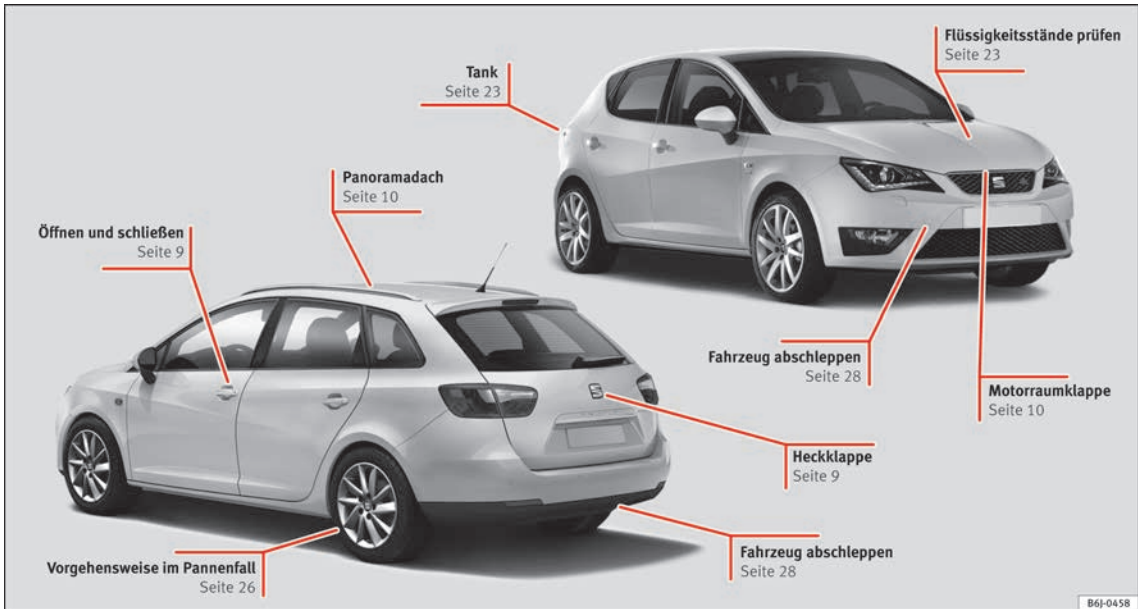 Flüssigkeitsstände prüfen
Seite 23
Tank
Seite 23
Panoramadach
Seite 10
Öffnen und schließen
Seite 9
Fahrzeug abschleppen
Seite 28
Motorraumklappe
Seite 10
Heckklappe
Seite 9
Fahrzeug abschleppen
Seite 28
Vorgehensweise im Pannenfall
Seite 26
B6J-0458